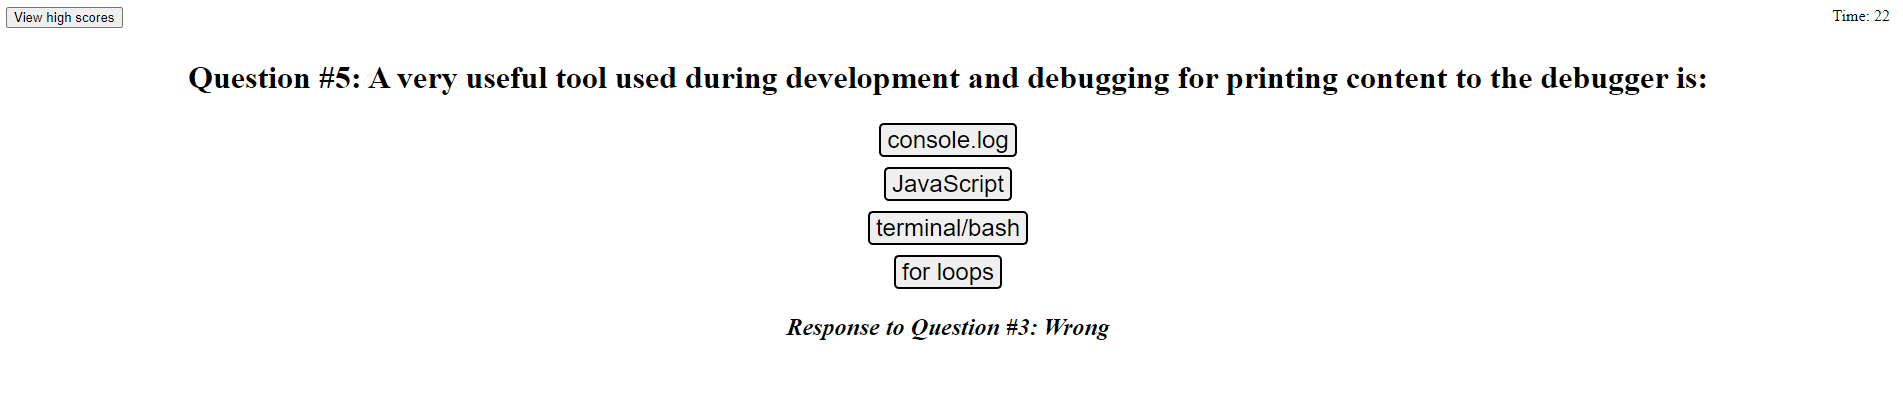 View high scores
Time: 22
Question #5: A very useful tool used during development and debugging for printing content to the debugger is:
console.log
JavaScript
terminal/bash
for loops
Response to Question #3: Wrong